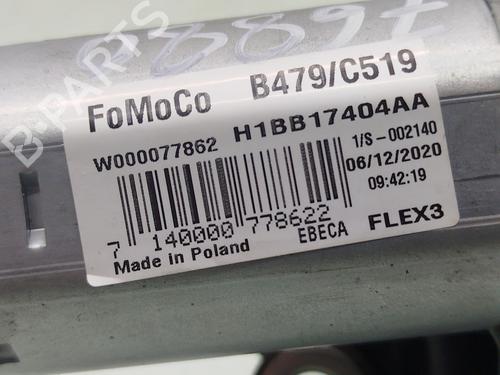 FoMoCo B479/C519
W000077862 H1BB17404AA
1/S-002140
06/12/2020
09:42:19
7 140000 778622
EBECA FLEX3
Made in Poland